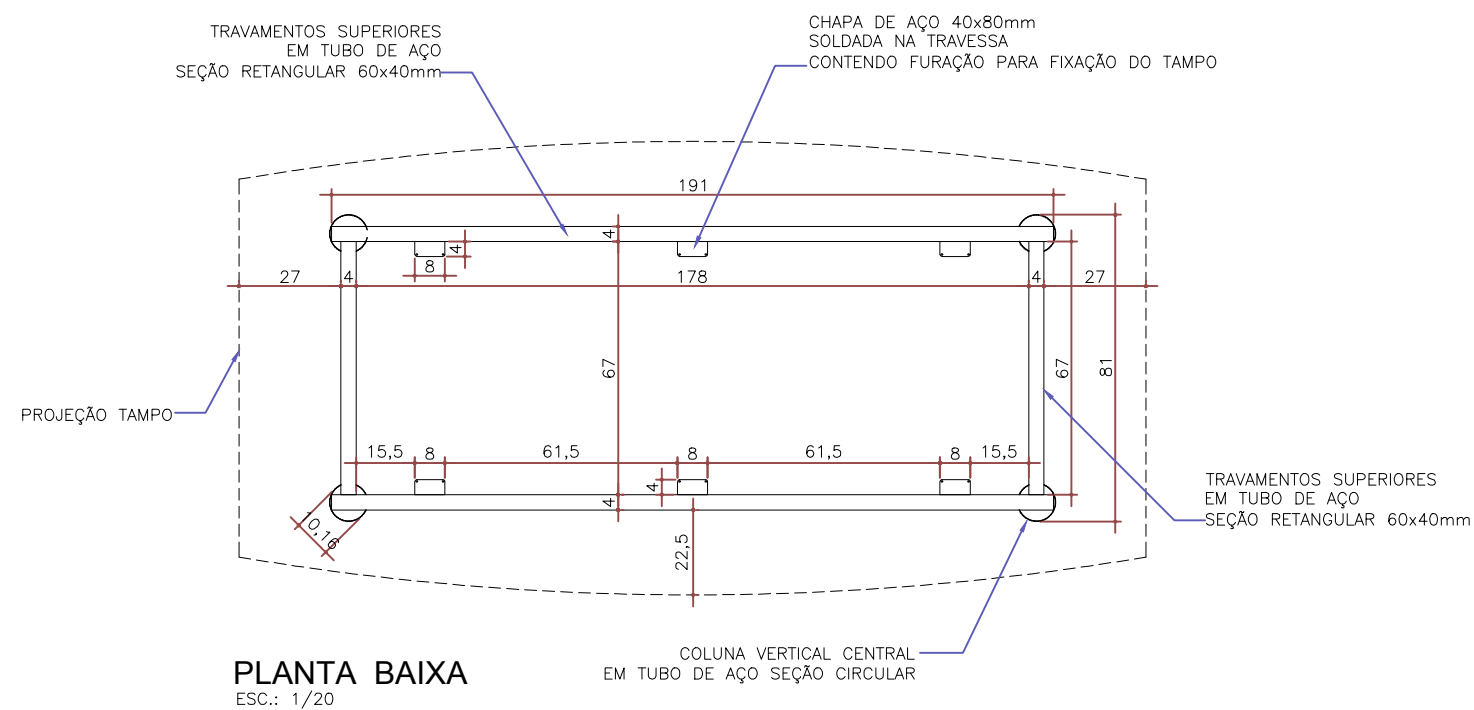 TRAVAMENTOS SUPERIORES
EM TUBO DE AÇO
SEÇÃO RETANGULAR 60x40mm
CHAPA DE AÇO 40x80mm
SOLDADA NA TRAVESSA
CONTENDO FURAÇÃO PARA FIXAÇÃO DO TAMPO
191
4
4
8
27
4
178
4
27
67
67
81
PROJEÇÃO TAMPO
15,5
8
61,5
8
61,5
8
15,5
4
4
10,16
22,5
TRAVAMENTOS SUPERIORES
EM TUBO DE AÇO
SEÇÃO RETANGULAR 60x40mm
COLUNA VERTICAL CENTRAL
EM TUBO DE AÇO SEÇÃO CIRCULAR
PLANTA BAIXA
ESC.: 1/20